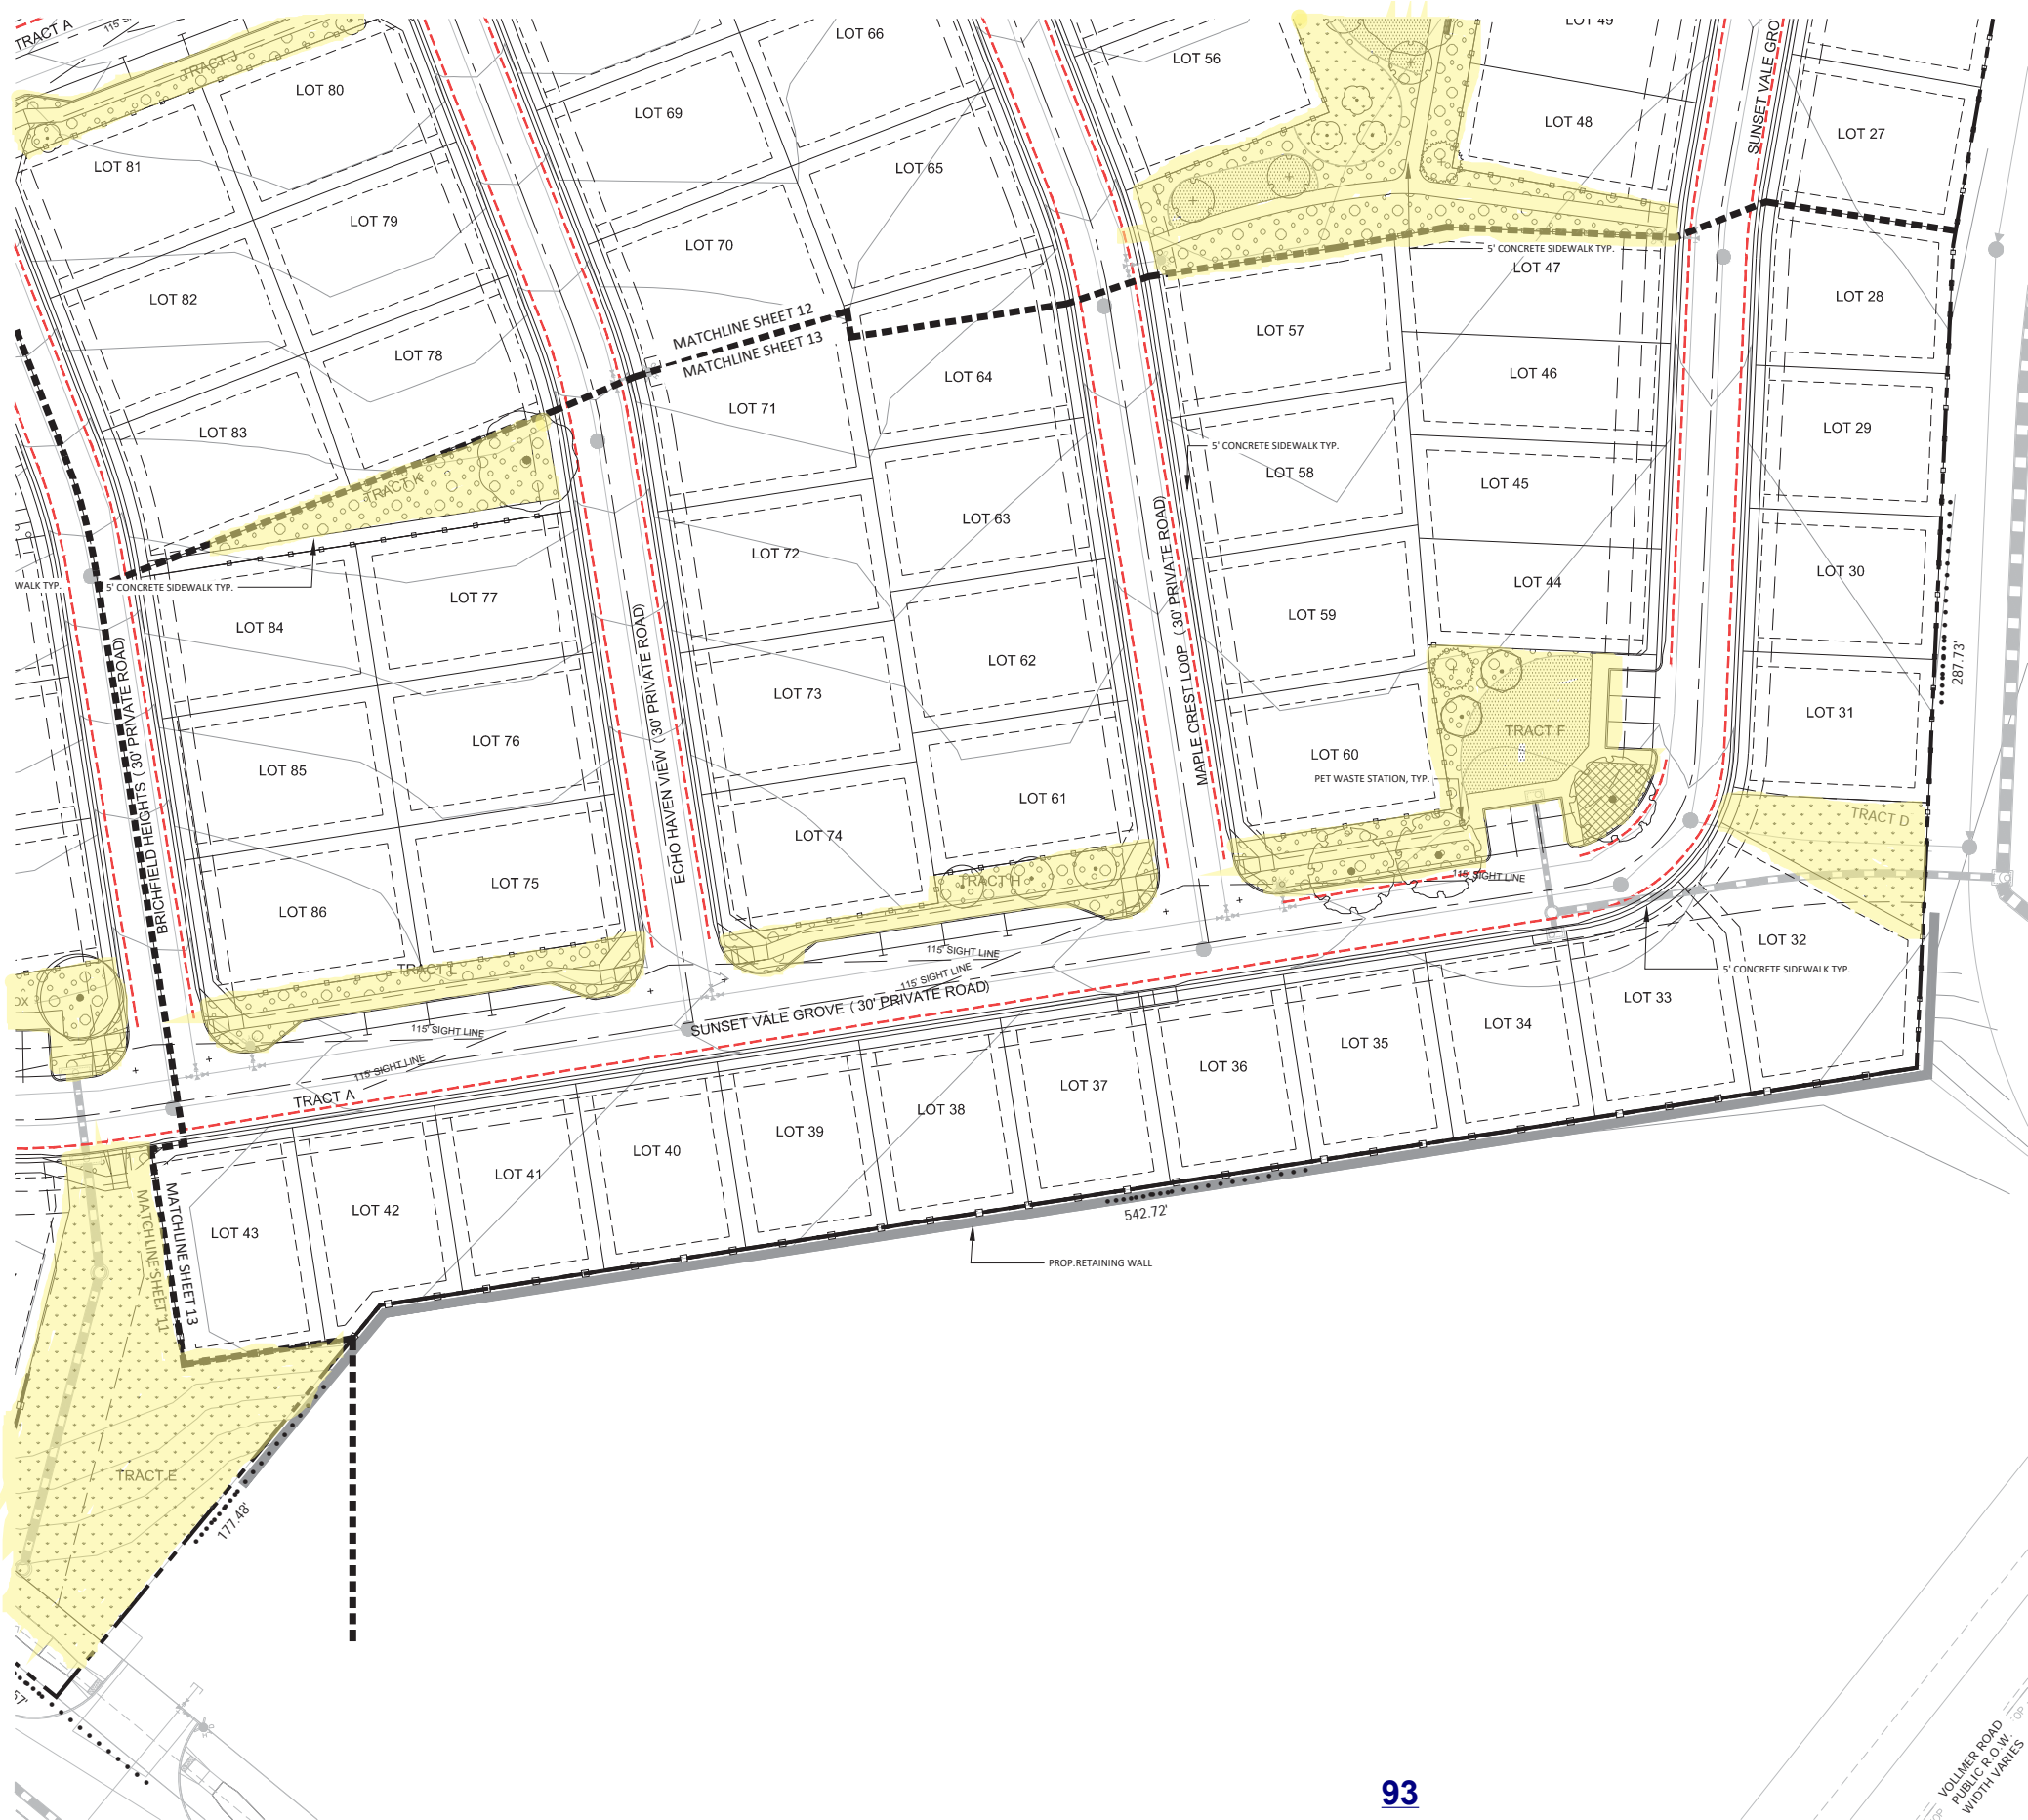 TRACT A
115' S
TRACT J
LOT 80
LOT 81
LOT 79
LOT 82
LOT 78
LOT 83
TRACT K
LOT 66
LOT 69
LOT 65
LOT 70
MATCHLINE SHEET 12
MATCHLINE SHEET 13
LOT 56
LOT 49
LOT 48
SUNSET VALE GRO
LOT 27
5' CONCRETE SIDEWALK TYP.
LOT 47
LOT 28
LOT 57
LOT 46
LOT 64
LOT 71
LOT 29
5' CONCRETE SIDEWALK TYP.
LOT 58
LOT 45
LOT 63
LOT 72
LOT 30
LOT 44
WALK TYP.
5' CONCRETE SIDEWALK TYP.
LOT 77
LOT 84
LOT 59
LOT 62
LOT 73
287.73'
LOT 31
TRACT F
LOT 76
LOT 85
LOT 60
PET WASTE STATION, TYP.
LOT 61
LOT 74
TRACT D
BRICHFIELD HEIGHTS (30' PRIVATE ROAD)
ECHO HAVEN VIEW (30' PRIVATE ROAD)
MAPLE CREST LOOP (30' PRIVATE ROAD)
LOT 75
LOT 86
TRACT H
115' SIGHT LINE
TRACT I
115' SIGHT LINE
115' SIGHT LINE
SUNSET VALE GROVE (30' PRIVATE ROAD)
115' SIGHT LINE
115' SIGHT LINE
TRACT A
LOT 32
5' CONCRETE SIDEWALK TYP.
LOT 33
LOT 34
LOT 35
LOT 36
LOT 37
LOT 38
LOT 39
LOT 40
LOT 41
LOT 42
LOT 43
MATCHLINE SHEET 11
MATCHLINE SHEET 13
542.72'
PROP.RETAINING WALL
TRACT E
177.48'
57'
93
VOLLMER ROAD
PUBLIC R.O.W.
WIDTH VARIES